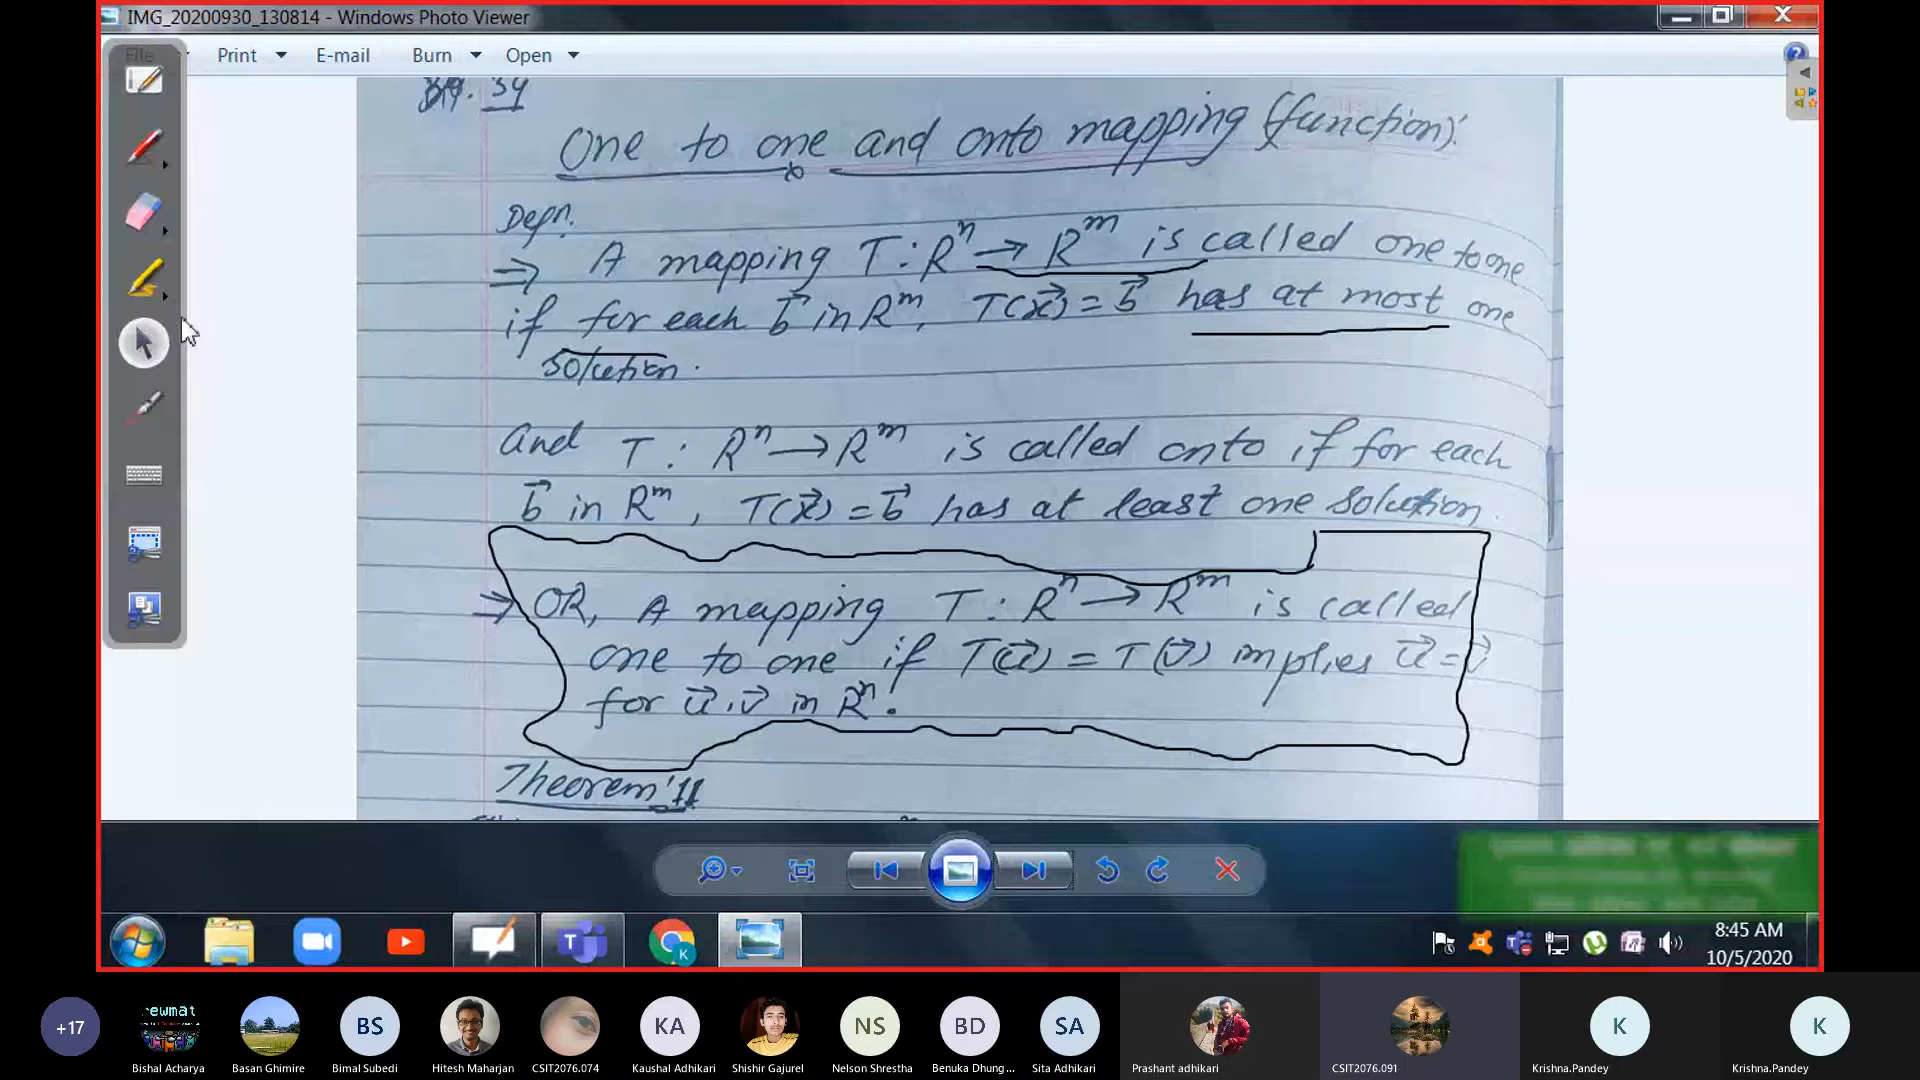 IMG_20200930_130814 - Windows Photo Viewer
File Print E-mail Burn Open
39
One to one and onto mapping (function):
Defn.
⇒ A mapping T : Rⁿ → Rᵐ is called one to one
if for each b⃗ in Rᵐ, T(x⃗) = b⃗ has at most one
solution.
And T : Rⁿ → Rᵐ is called onto if for each
b⃗ in Rᵐ, T(x⃗) = b⃗ has at least one solution.
⇒ OR, A mapping T : Rⁿ → Rᵐ is called
one to one if T(u⃗) = T(v⃗) implies u⃗ = v⃗
for u⃗, v⃗ in Rⁿ.
Theorem 11
8:45 AM
10/5/2020
+17
ewmat
BS
KA
NS
BD
SA
K
K
Bishal Acharya
Basan Ghimire
Bimal Subedi
Hitesh Maharjan
CSIT2076.074
Kaushal Adhikari
Shishir Gajurel
Nelson Shrestha
Benuka Dhung...
Sita Adhikari
Prashant adhikari
CSIT2076.091
Krishna.Pandey
Krishna.Pandey